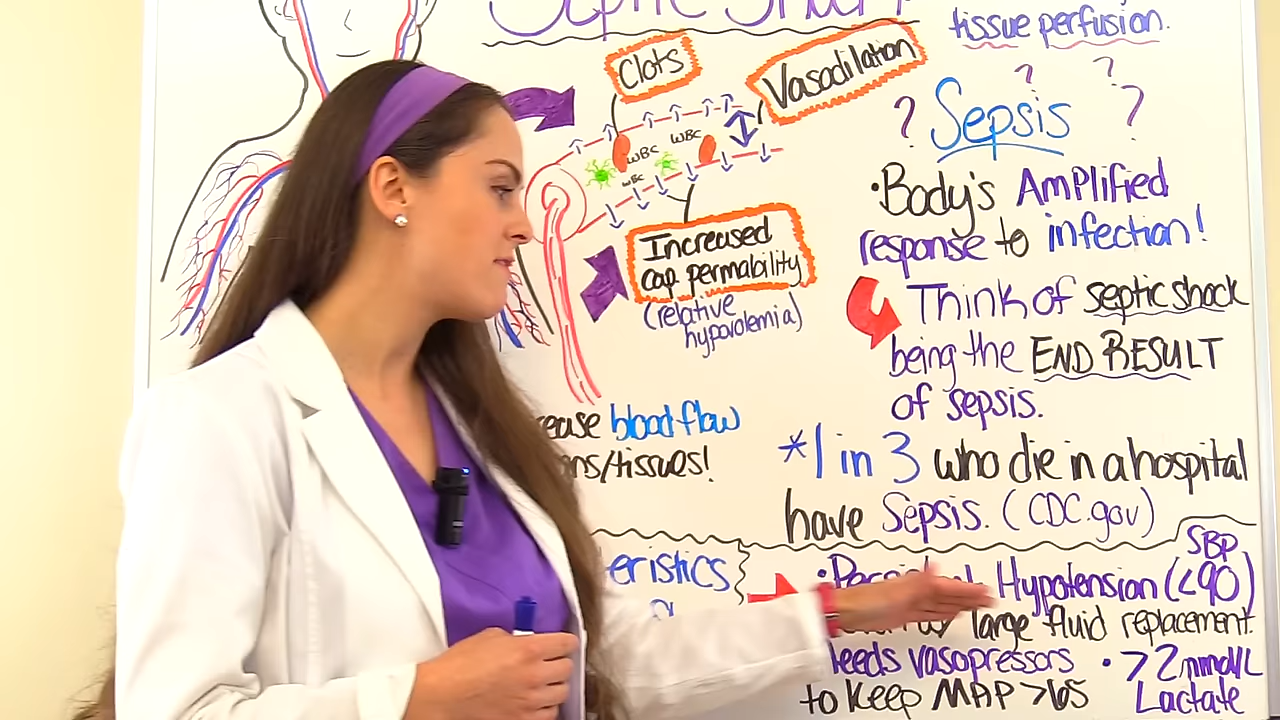 Septic Shock
tissue perfusion.
Clots
Vasodilation
WBC
WBC
WBC
Increased
cap permability
(relative
hypovolemia)
? ?
? Sepsis ?
•Body's Amplified
response to infection!
Think of septic shock
being the END RESULT
of sepsis.
*1 in 3 who die in a hospital
have Sepsis. (CDC.gov)
ease blood flow
ns/tissues!
eristics
SBP
• Hypotension (<90)
large fluid replacement.
needs vasopressors
to keep MAP >65
• >2 mmol/L
Lactate